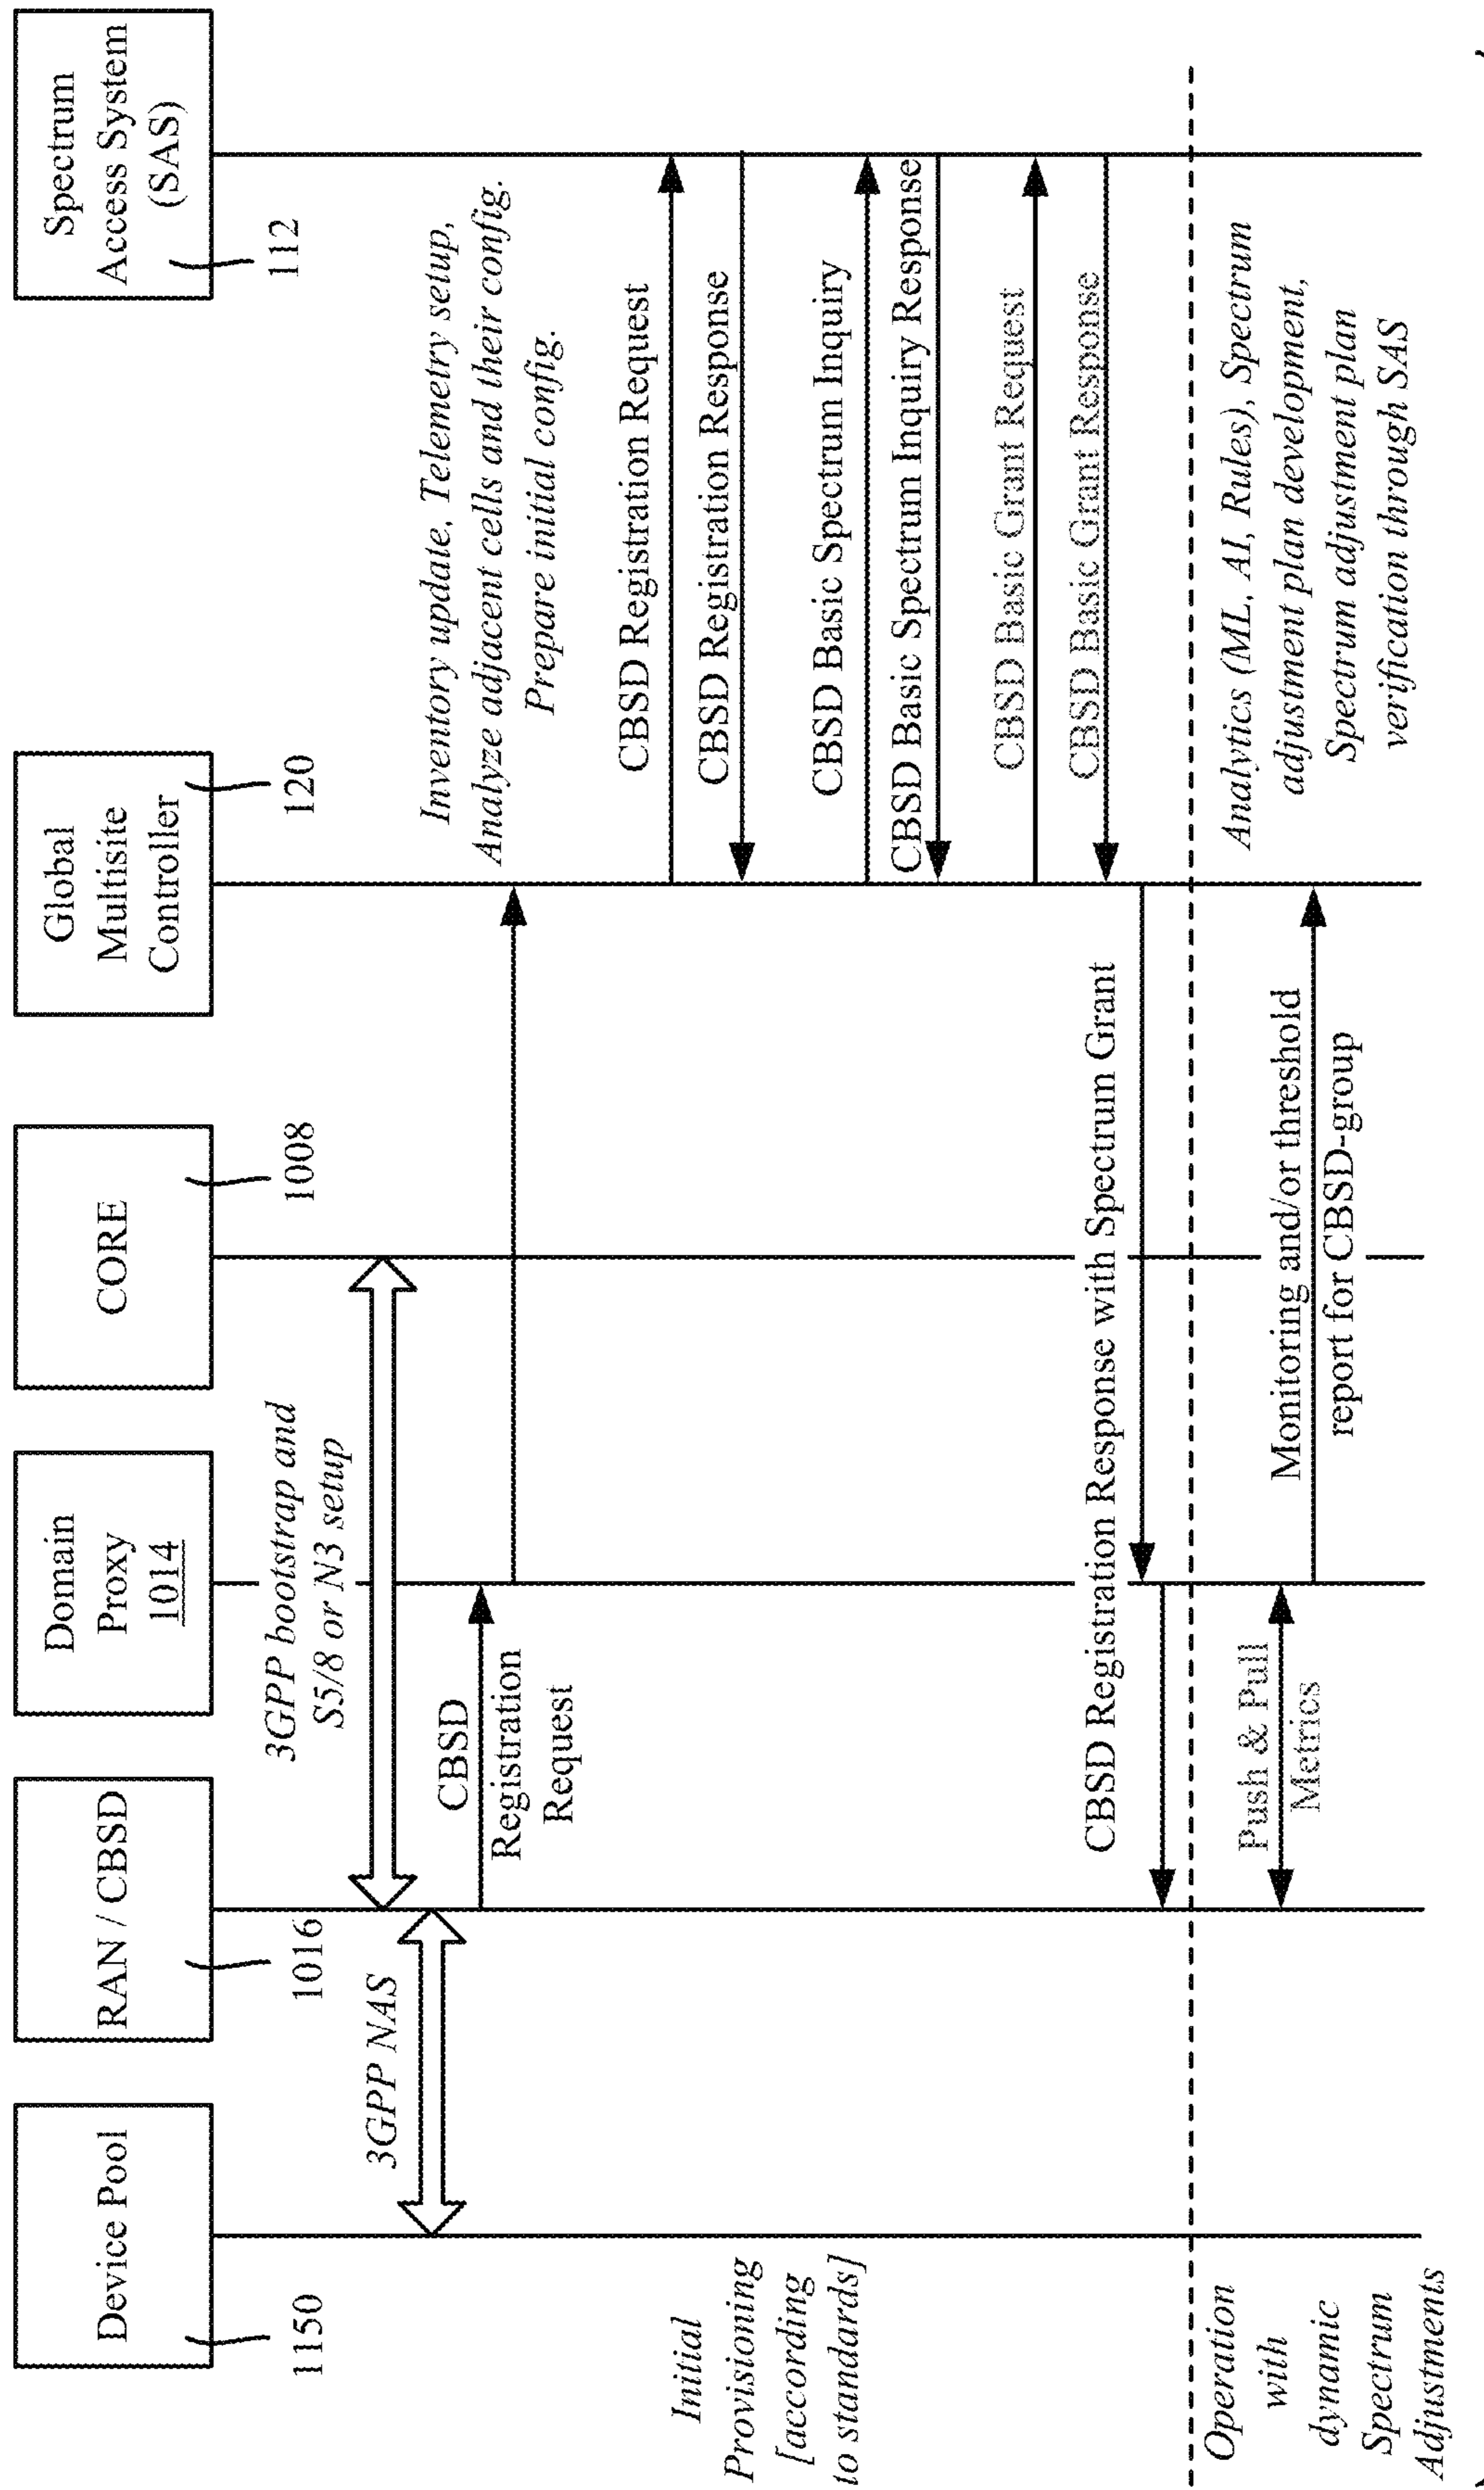 Device Pool
1150
RAN / CBSD
1016
Domain
Proxy
1014
CORE
1008
Global
Multisite
Controller
120
Spectrum
Access System
(SAS)
112
3GPP bootstrap and
S5/8 or N3 setup
3GPP NAS
CBSD
Registration
Request
Inventory update, Telemetry setup,
Analyze adjacent cells and their config.
Prepare initial config.
CBSD Registration Request
CBSD Registration Response
CBSD Basic Spectrum Inquiry
CBSD Basic Spectrum Inquiry Response
CBSD Basic Grant Request
CBSD Basic Grant Response
CBSD Registration Response with Spectrum Grant
Initial
Provisioning
[according
to standards]
Operation
with
dynamic
Spectrum
Adjustments
Push & Pull
Metrics
Monitoring and/or threshold
report for CBSD-group
Analytics (ML, AI, Rules), Spectrum
adjustment plan development,
Spectrum adjustment plan
verification through SAS